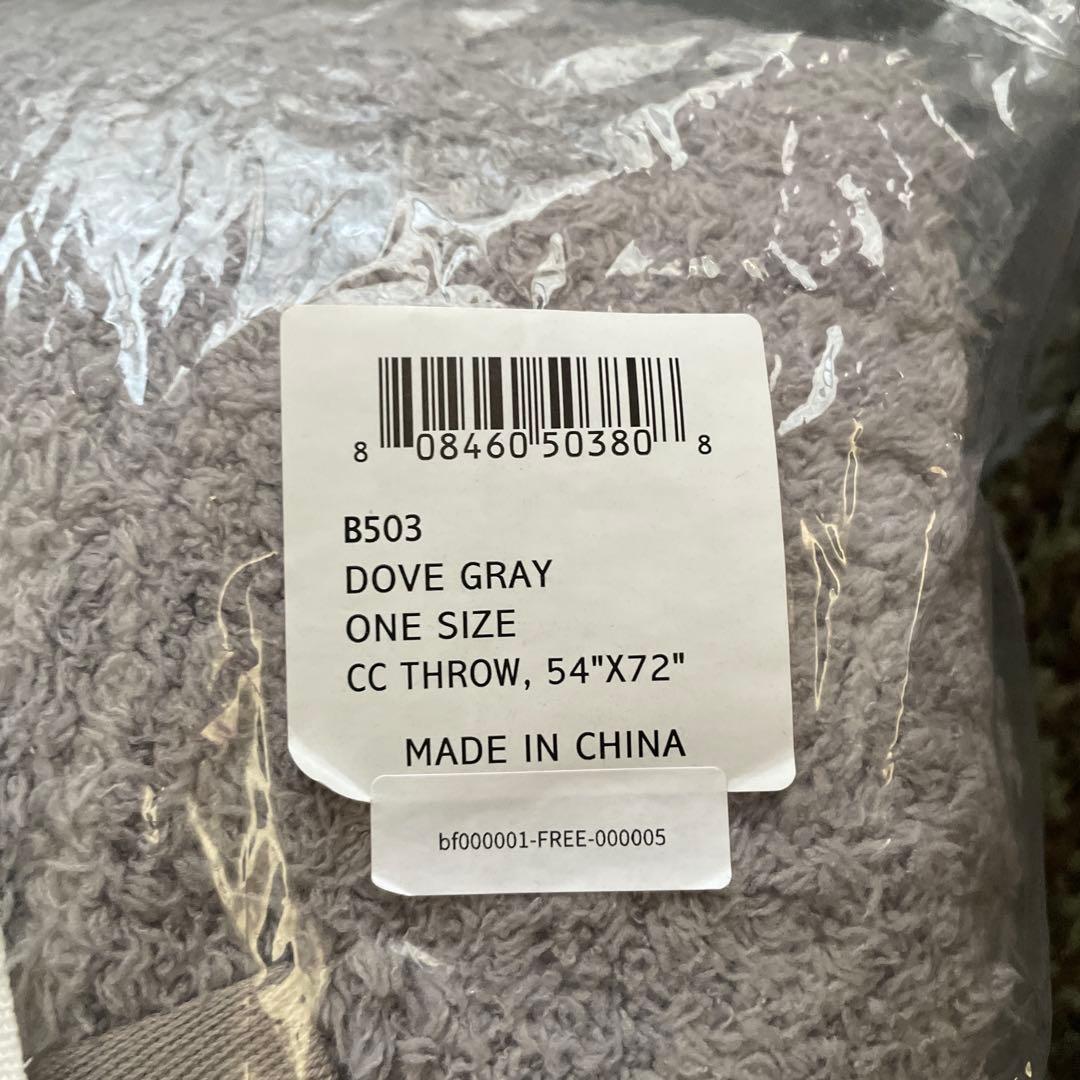 8 08460 50380 8
B503
DOVE GRAY
ONE SIZE
CC THROW, 54"X72"
MADE IN CHINA
bf000001-FREE-000005